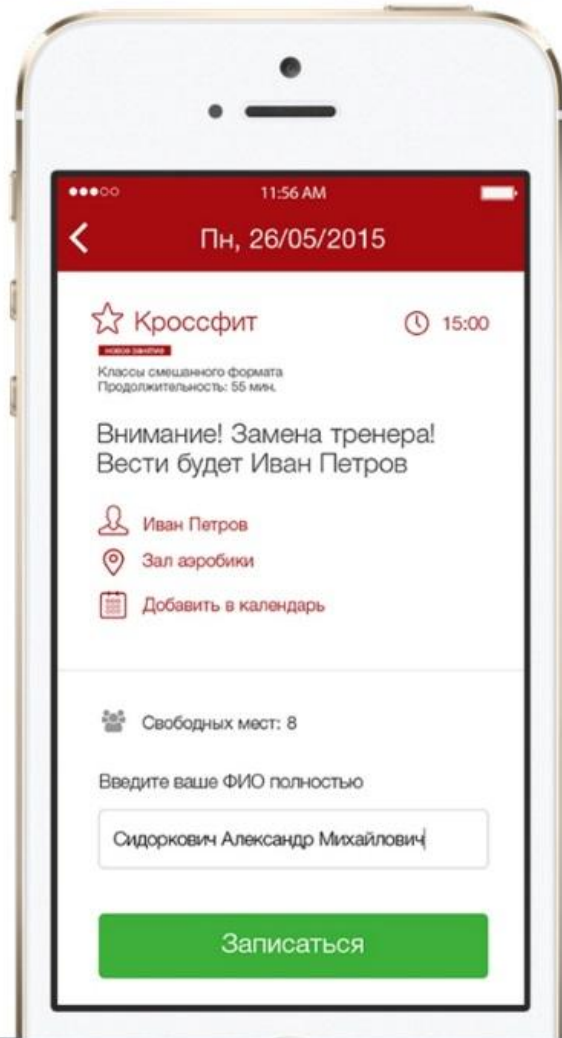 11:56 AM
Пн, 26/05/2015
Кроссфит
15:00
новое занятие
Классы смешанного формата
Продолжительность: 55 мин.
Внимание! Замена тренера!
Вести будет Иван Петров
Иван Петров
Зал аэробики
Добавить в календарь
Свободных мест: 8
Введите ваше ФИО полностью
Сидоркович Александр Михайлович
Записаться